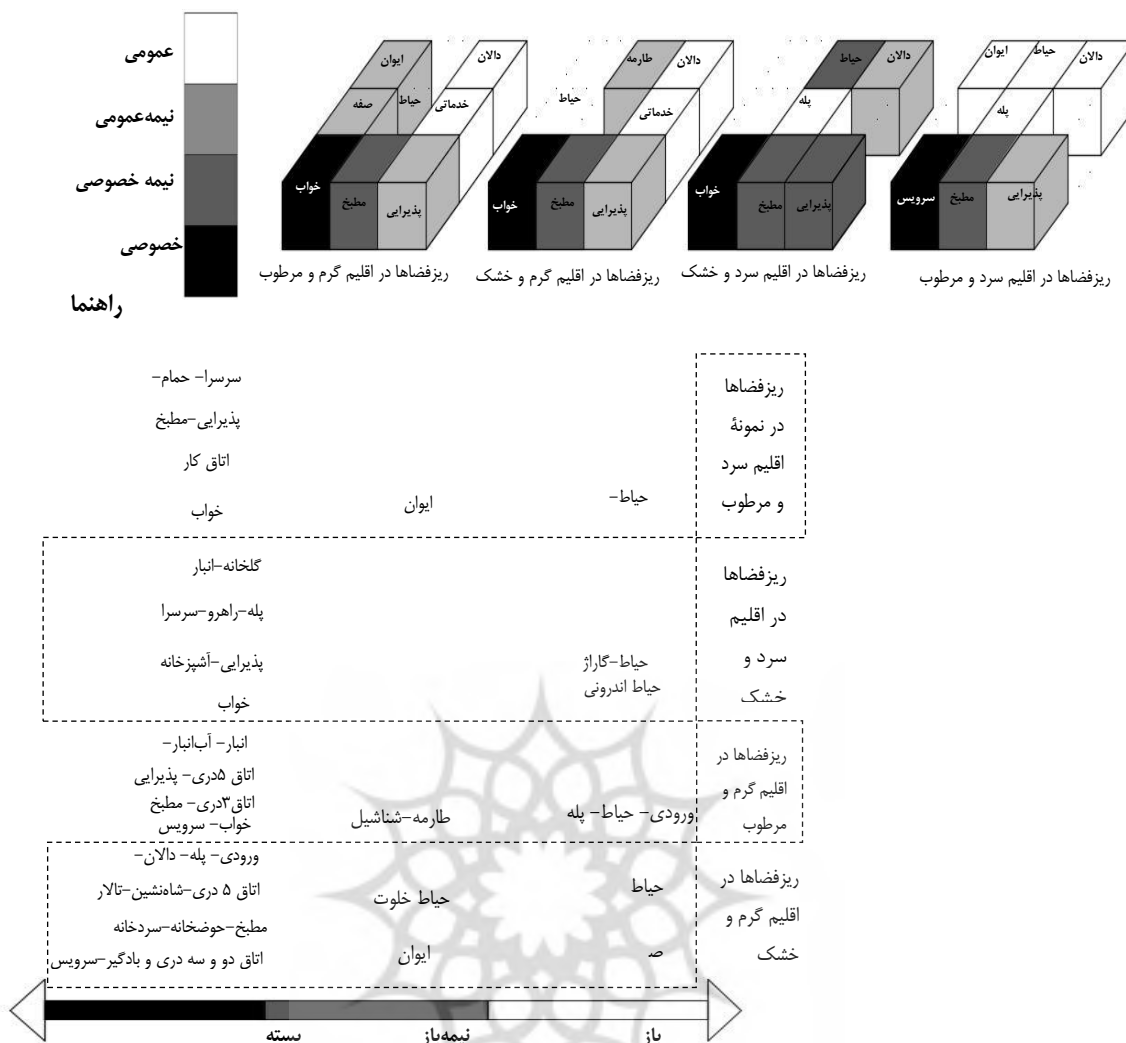 عمومی
نیمه‌عمومی
نیمه خصوصی
خصوصی
راهنما
ایوان
حیاط
دالان
پله
سرویس
مطبخ
پذیرایی
ریزفضاها در اقلیم سرد و مرطوب
حیاط
دالان
پله
خواب
مطبخ
پذیرایی
ریزفضاها در اقلیم سرد و خشک
طارمه
دالان
حیاط
خدماتی
خواب
مطبخ
پذیرایی
ریزفضاها در اقلیم گرم و خشک
ایوان
دالان
صفه
حیاط
خدماتی
خواب
مطبخ
پذیرایی
ریزفضاها در اقلیم گرم و مرطوب
ریزفضاها
در نمونهٔ
اقلیم سرد
و مرطوب
حیاط-
ایوان
سرسرا- حمام-
پذیرایی-مطبخ
اتاق کار
خواب
ریزفضاها
در اقلیم
سرد و
خشک
حیاط-گاراژ
حیاط اندرونی
گلخانه-انبار
پله-راهرو-سرسرا
پذیرایی-آشپزخانه
خواب
ریزفضاها در
اقلیم گرم و
مرطوب
ورودی- حیاط- پله
طارمه-شناشیل
انبار- آب‌انبار-
اتاق ۵دری- پذیرایی
اتاق۳دری- مطبخ
خواب- سرویس
ریزفضاها در
اقلیم گرم و
خشک
حیاط
ص
حیاط خلوت
ایوان
ورودی- پله- دالان-
اتاق ۵ دری-شاه‌نشین-تالار
مطبخ-حوضخانه-سردخانه
اتاق دو و سه دری و بادگیر-سرویس
باز
نیمه‌باز
بسته